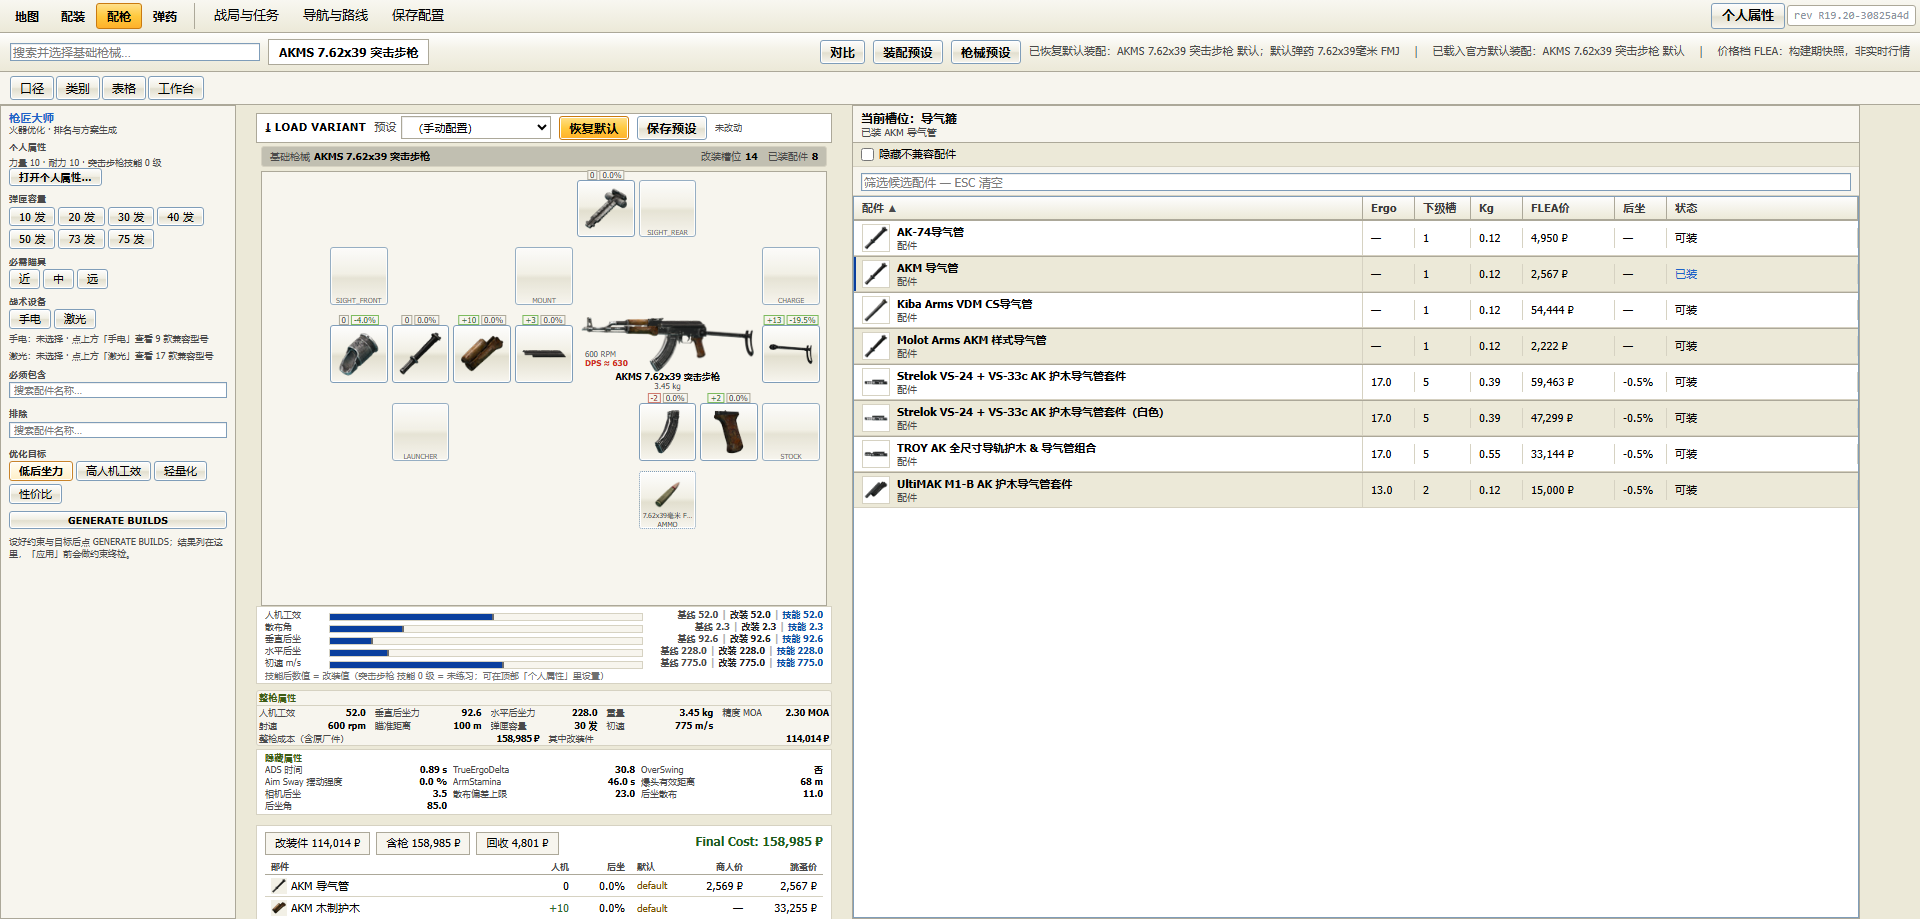 地图 配装 配枪 弹药 战局与任务 导航与路线 保存配置 个人属性 rev R19.20-30825a4d
搜索并选择基础枪械... AKMS 7.62x39 突击步枪 对比 装配预设 枪械预设 已恢复默认装配：AKMS 7.62x39 突击步枪 默认；默认弹药 7.62x39毫米 FMJ | 已载入官方默认装配：AKMS 7.62x39 突击步枪 默认 | 价格档 FLEA：构建期快照，非实时行情
口径 类别 表格 工作台
枪匠大师
火器优化·排名与方案生成
个人属性
力量 10·耐力 10·突击步枪技能 0 级
打开个人属性...
弹匣容量
10 发 20 发 30 发 40 发
50 发 73 发 75 发
必需瞄具
近 中 远
战术设备
手电 激光
手电：未选择·点上方「手电」查看 9 款兼容型号
激光：未选择·点上方「激光」查看 17 款兼容型号
必须包含
搜索配件名称...
排除
搜索配件名称...
优化目标
低后坐力 高人机工效 轻量化
性价比
GENERATE BUILDS
设好约束与目标后点 GENERATE BUILDS；结果列在这
里，「应用」前会做约束终检。
⤓ LOAD VARIANT 预设 (手动配置) 恢复默认 保存预设 未改动
基础枪械 AKMS 7.62x39 突击步枪 改装槽位 14 已装配件 8
0 0.0%
SIGHT_REAR
SIGHT_FRONT MOUNT CHARGE
0 -4.0% 0 0.0% +10 0.0% +3 0.0% +13 -19.5%
600 RPM
DPS ≈ 630
AKMS 7.62x39 突击步枪
3.45 kg
-2 0.0% +2 0.0%
LAUNCHER STOCK
7.62x39毫米 F...
AMMO
人机工效 基线 52.0 | 改装 52.0 | 技能 52.0
散布角 基线 2.3 | 改装 2.3 | 技能 2.3
垂直后坐 基线 92.6 | 改装 92.6 | 技能 92.6
水平后坐 基线 228.0 | 改装 228.0 | 技能 228.0
初速 m/s 基线 775.0 | 改装 775.0 | 技能 775.0
技能后数值 = 改装值（突击步枪 技能 0 级 = 未练习；可在顶部「个人属性」里设置）
整枪属性
人机工效 52.0 垂直后坐力 92.6 水平后坐力 228.0 重量 3.45 kg 精度 MOA 2.30 MOA
射速 600 rpm 瞄准距离 100 m 弹匣容量 30 发 初速 775 m/s
整枪成本（含原厂件） 158,985 ₽ 其中改装件 114,014 ₽
隐藏属性
ADS 时间 0.89 s TrueErgoDelta 30.8 OverSwing 否
Aim Sway 摆动强度 0.0 % ArmStamina 46.0 s 爆头有效距离 68 m
相机后坐 3.5 散布偏差上限 23.0 后坐散布 11.0
后坐角 85.0
改装件 114,014 ₽ 含枪 158,985 ₽ 回收 4,801 ₽ Final Cost: 158,985 ₽
部件 人机 后坐 默认 商人价 跳蚤价
AKM 导气管 0 0.0% default 2,569 ₽ 2,567 ₽
AKM 木制护木 +10 0.0% default — 33,255 ₽
当前槽位：导气箍
已装 AKM 导气管
隐藏不兼容配件
筛选候选配件 — ESC 清空
配件 ▲ Ergo 下级槽 Kg FLEA价 后坐 状态
AK-74导气管
配件 — 1 0.12 4,950 ₽ — 可装
AKM 导气管
配件 — 1 0.12 2,567 ₽ — 已装
Kiba Arms VDM CS导气管
配件 — 1 0.12 54,444 ₽ — 可装
Molot Arms AKM 样式导气管
配件 — 1 0.12 2,222 ₽ — 可装
Strelok VS-24 + VS-33c AK 护木导气管套件
配件 17.0 5 0.39 59,463 ₽ -0.5% 可装
Strelok VS-24 + VS-33c AK 护木导气管套件（白色）
配件 17.0 5 0.39 47,299 ₽ -0.5% 可装
TROY AK 全尺寸导轨护木 & 导气管组合
配件 17.0 5 0.55 33,144 ₽ -0.5% 可装
UltiMAK M1-B AK 护木导气管套件
配件 13.0 2 0.12 15,000 ₽ -0.5% 可装